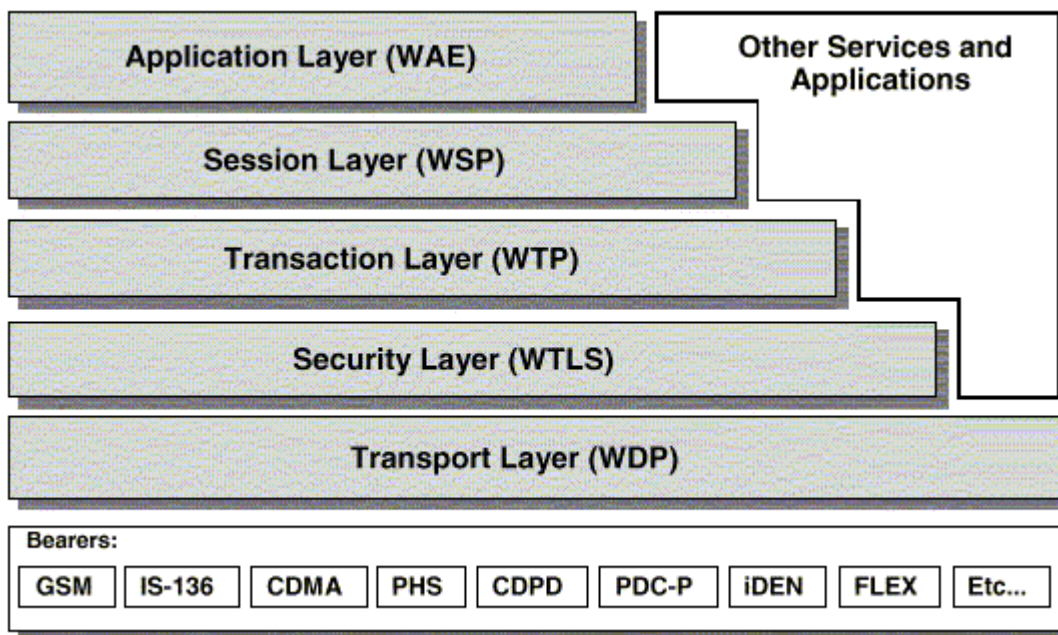 Application Layer (WAE)
Other Services and
Applications
Session Layer (WSP)
Transaction Layer (WTP)
Security Layer (WTLS)
Transport Layer (WDP)
Bearers:
GSM IS-136 CDMA PHS CDPD PDC-P iDEN FLEX Etc...